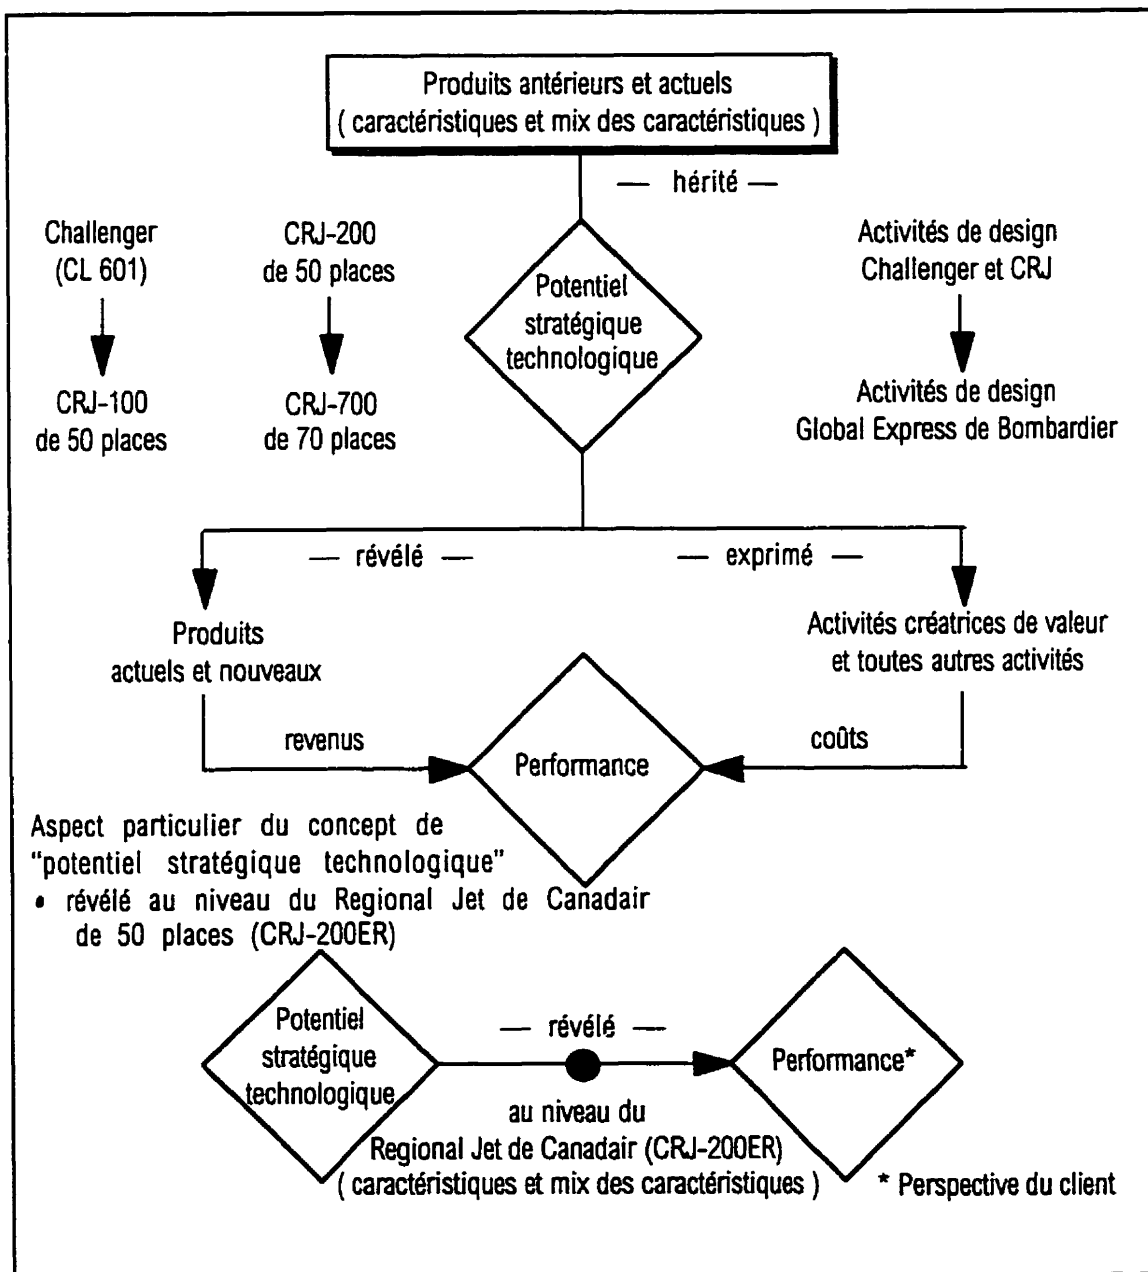 Produits antérieurs et actuels
( caractéristiques et mix des caractéristiques )
— hérité —
Challenger
(CL 601)
CRJ-100
de 50 places
CRJ-200
de 50 places
CRJ-700
de 70 places
Potentiel
stratégique
technologique
Activités de design
Challenger et CRJ
Activités de design
Global Express de Bombardier
— révélé —
— exprimé —
Produits
actuels et nouveaux
Activités créatrices de valeur
et toutes autres activités
revenus
Performance
coûts
Aspect particulier du concept de
"potentiel stratégique technologique"
• révélé au niveau du Regional Jet de Canadair
de 50 places (CRJ-200ER)
Potentiel
stratégique
technologique
— révélé —
au niveau du
Regional Jet de Canadair (CRJ-200ER)
( caractéristiques et mix des caractéristiques )
Performance*
* Perspective du client